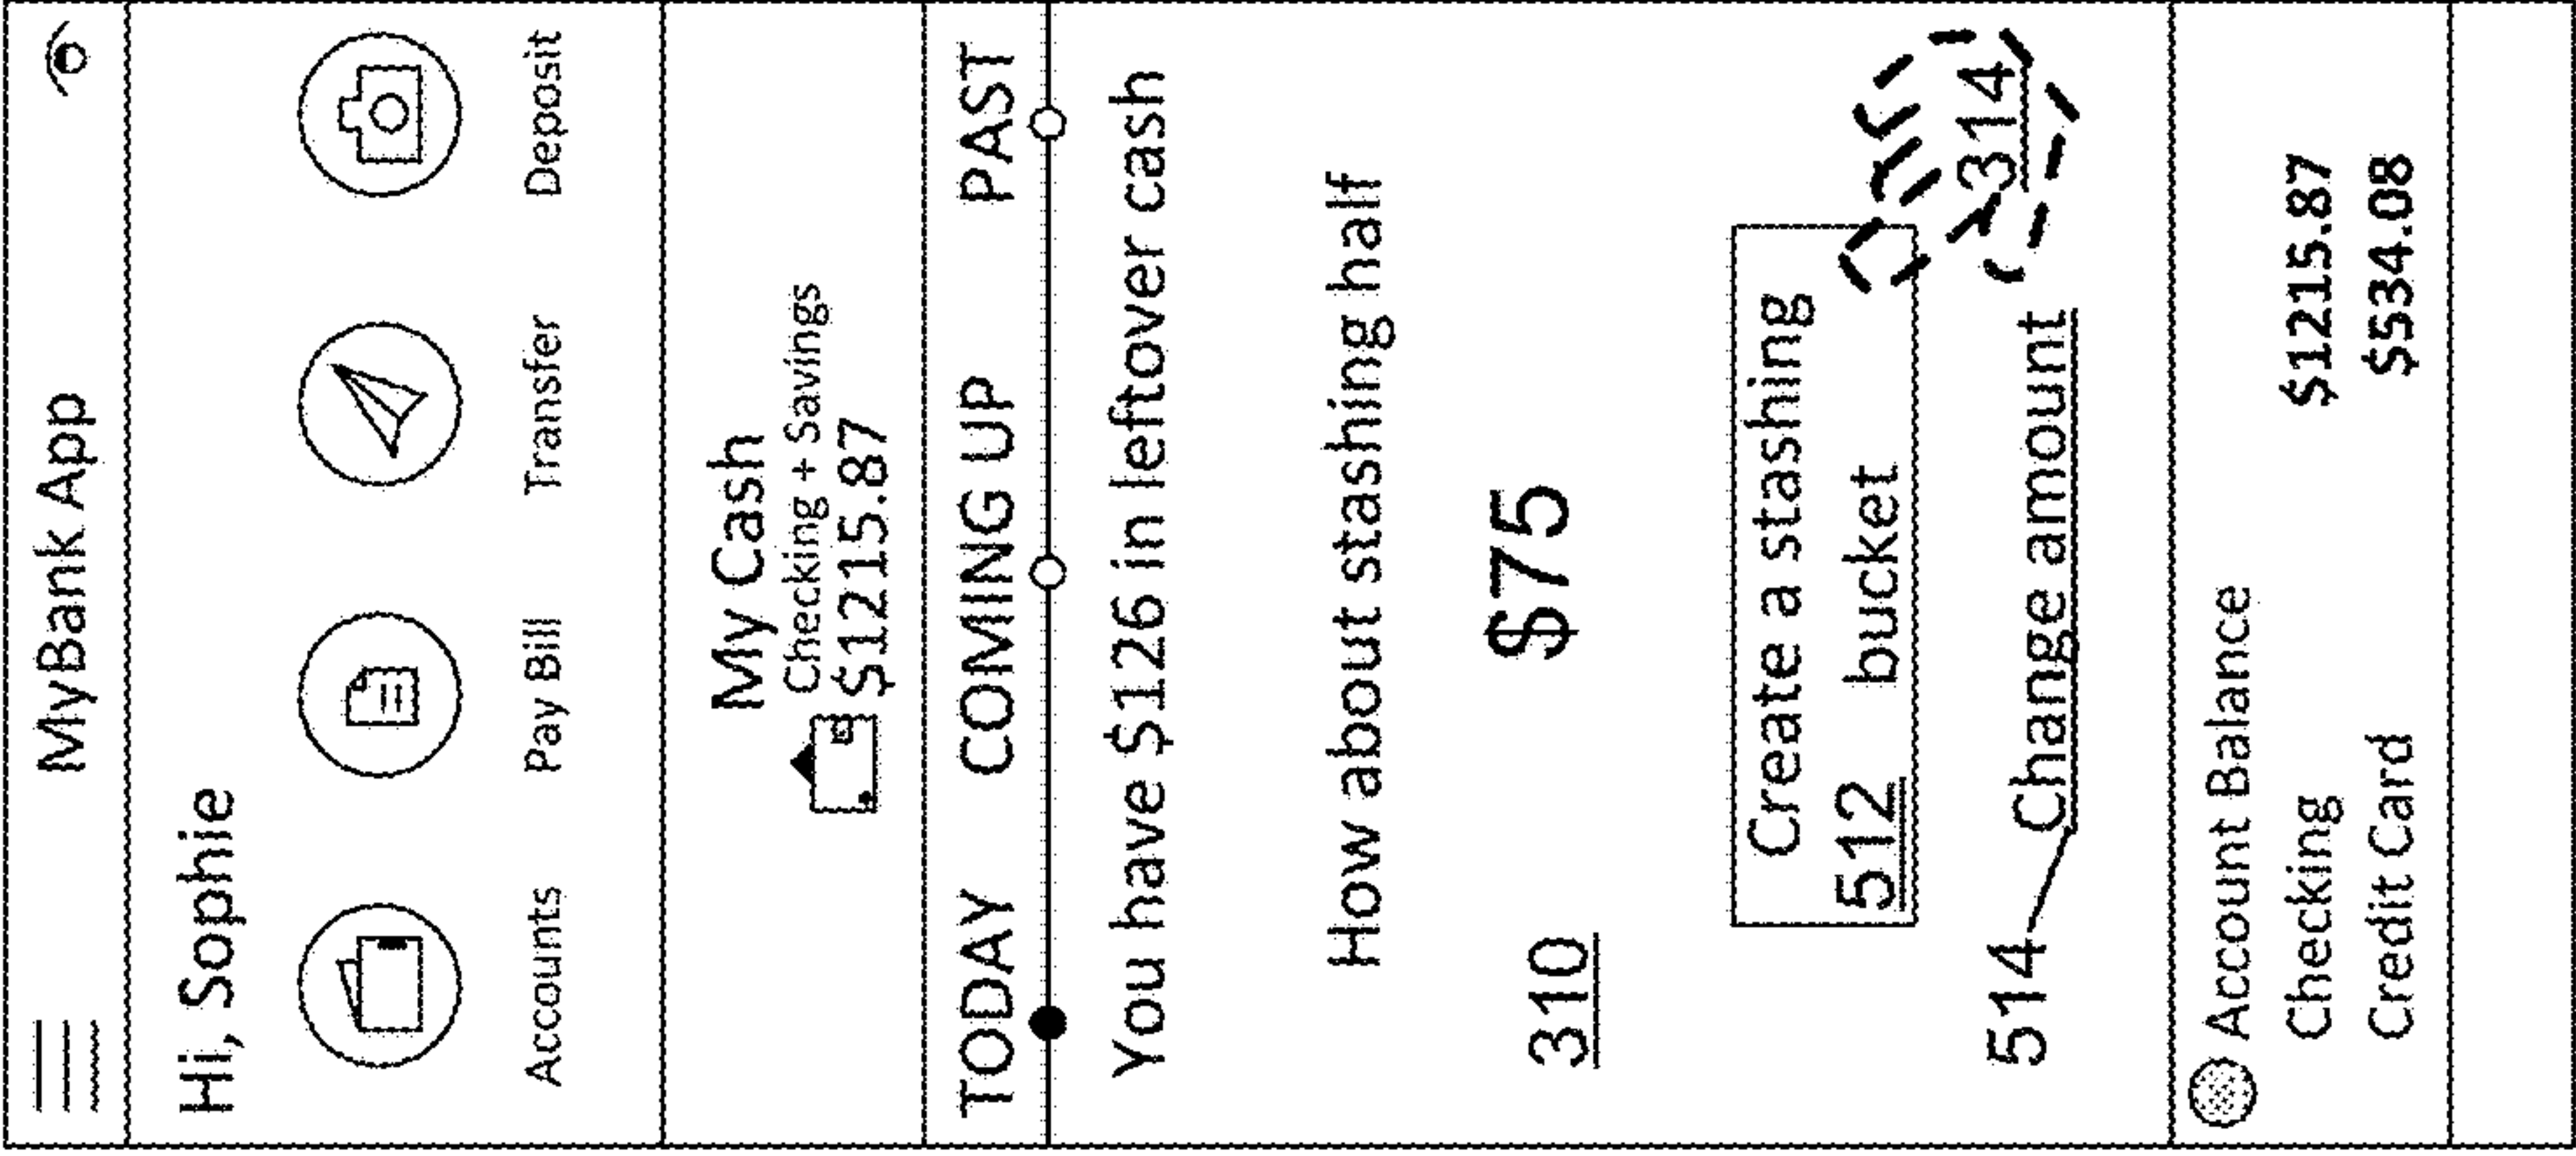 MyBank App
Hi, Sophie
Accounts Pay Bill Transfer Deposit
My Cash
Checking + Savings
$1215.87
TODAY COMING UP PAST
You have $126 in leftover cash
How about stashing half
$75
310
Create a stashing
512 bucket
314
514 Change amount
Account Balance
Checking $1215.87
Credit Card $534.08